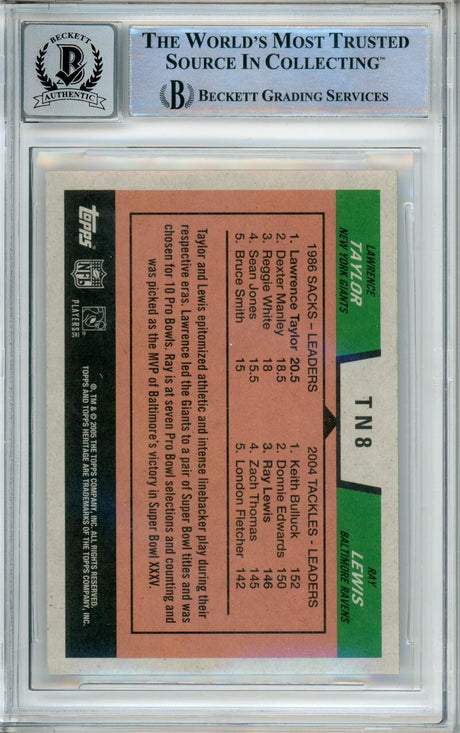 BECKETT
B
AUTHENTIC
THE WORLD'S MOST TRUSTED
SOURCE IN COLLECTING™
B BECKETT GRADING SERVICES
LAWRENCE
TAYLOR
NEW YORK GIANTS
TN8
RAY
LEWIS
BALTIMORE RAVENS
1986 SACKS – LEADERS
1. Lawrence Taylor 20.5
2. Dexter Manley 18.5
3. Reggie White 18
4. Sean Jones 15.5
5. Bruce Smith 15
2004 TACKLES - LEADERS
1. Keith Bulluck 152
2. Donnie Edwards 150
3. Ray Lewis 146
4. Zach Thomas 145
5. London Fletcher 142
Taylor and Lewis epitomized athletic and intense linebacker play during their
respective eras. Lawrence led the Giants to a pair of Super Bowl titles and was
chosen for 10 Pro Bowls. Ray is at seven Pro Bowl selections and counting and
was picked as the MVP of Baltimore's victory in Super Bowl XXXV.
topps
NFL
PLAYERS INC
®, TM & © 2005 THE TOPPS COMPANY, INC. ALL RIGHTS RESERVED.
TOPPS AND TOPPS HERITAGE ARE TRADEMARKS OF THE TOPPS COMPANY, INC.